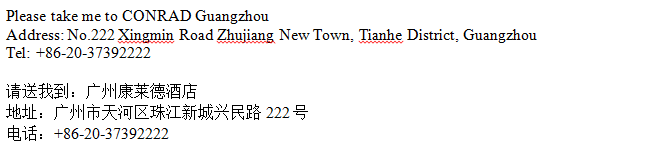 Please take me to CONRAD Guangzhou
Address: No.222 Xingmin Road Zhujiang New Town, Tianhe District, Guangzhou
Tel: +86-20-37392222
请送我到：广州康莱德酒店
地址：广州市天河区珠江新城兴民路 222 号
电话：+86-20-37392222